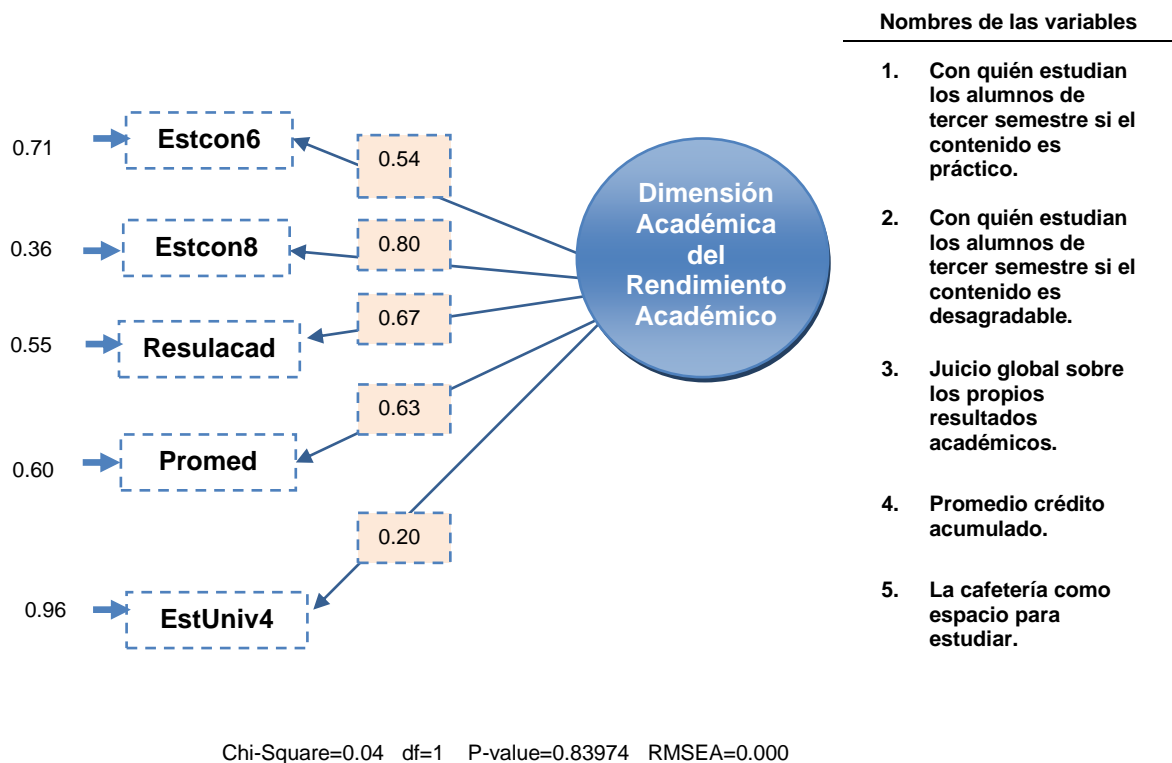 Nombres de las variables
1. Con quién estudian
los alumnos de
tercer semestre si el
contenido es
práctico.
2. Con quién estudian
los alumnos de
tercer semestre si el
contenido es
desagradable.
3. Juicio global sobre
los propios
resultados
académicos.
4. Promedio crédito
acumulado.
5. La cafetería como
espacio para
estudiar.
0.71 Estcon6 0.54
0.36 Estcon8 0.80
0.55 Resulacad 0.67
0.60 Promed 0.63
0.96 EstUniv4 0.20
Dimensión
Académica
del
Rendimiento
Académico
Chi-Square=0.04 df=1 P-value=0.83974 RMSEA=0.000